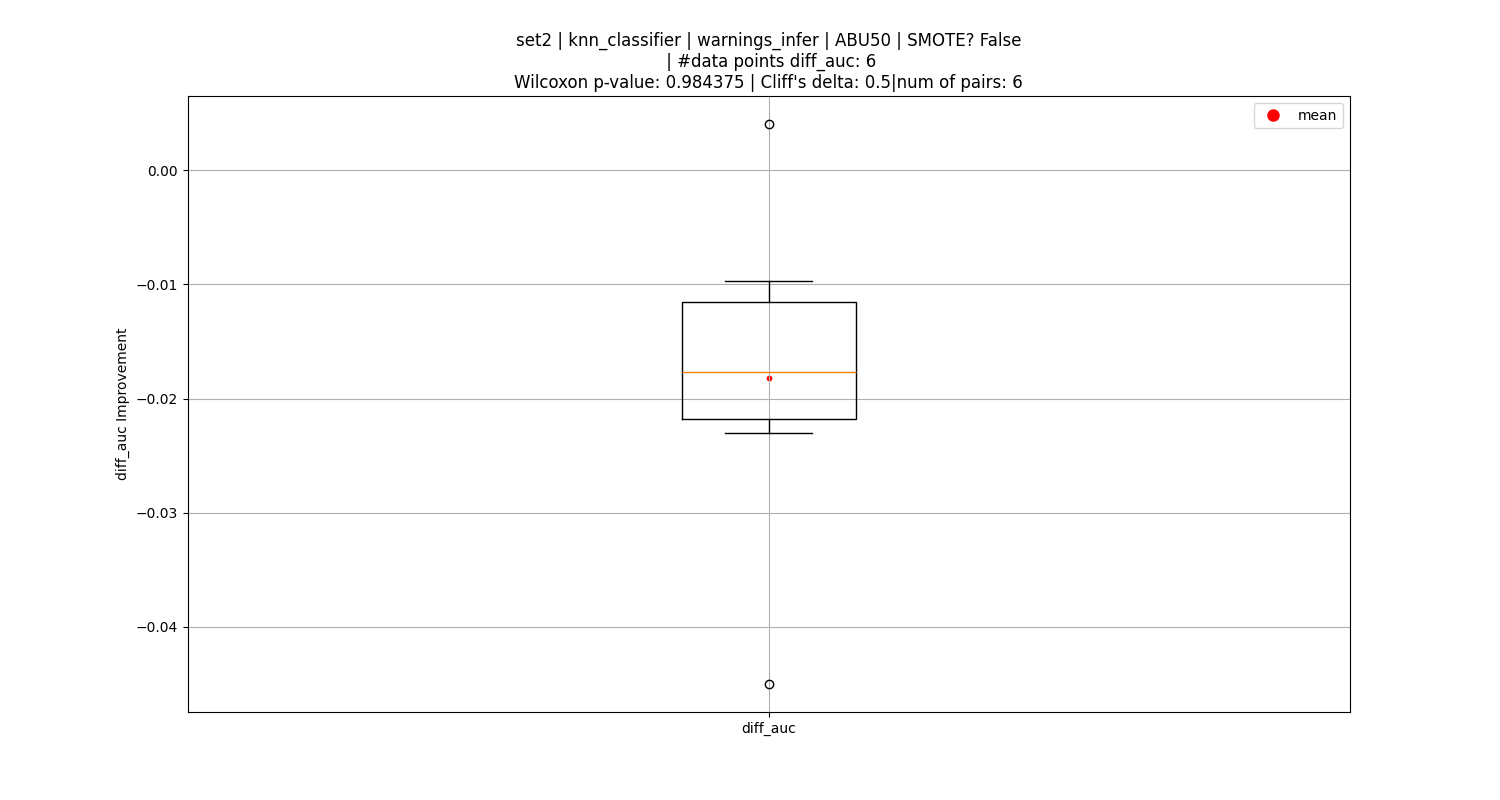 set2 | knn_classifier | warnings_infer | ABU50 | SMOTE? False
| #data points diff_auc: 6
Wilcoxon p-value: 0.984375 | Cliff's delta: 0.5|num of pairs: 6
mean
0.00
−0.01
−0.02
−0.03
−0.04
diff_auc Improvement
diff_auc